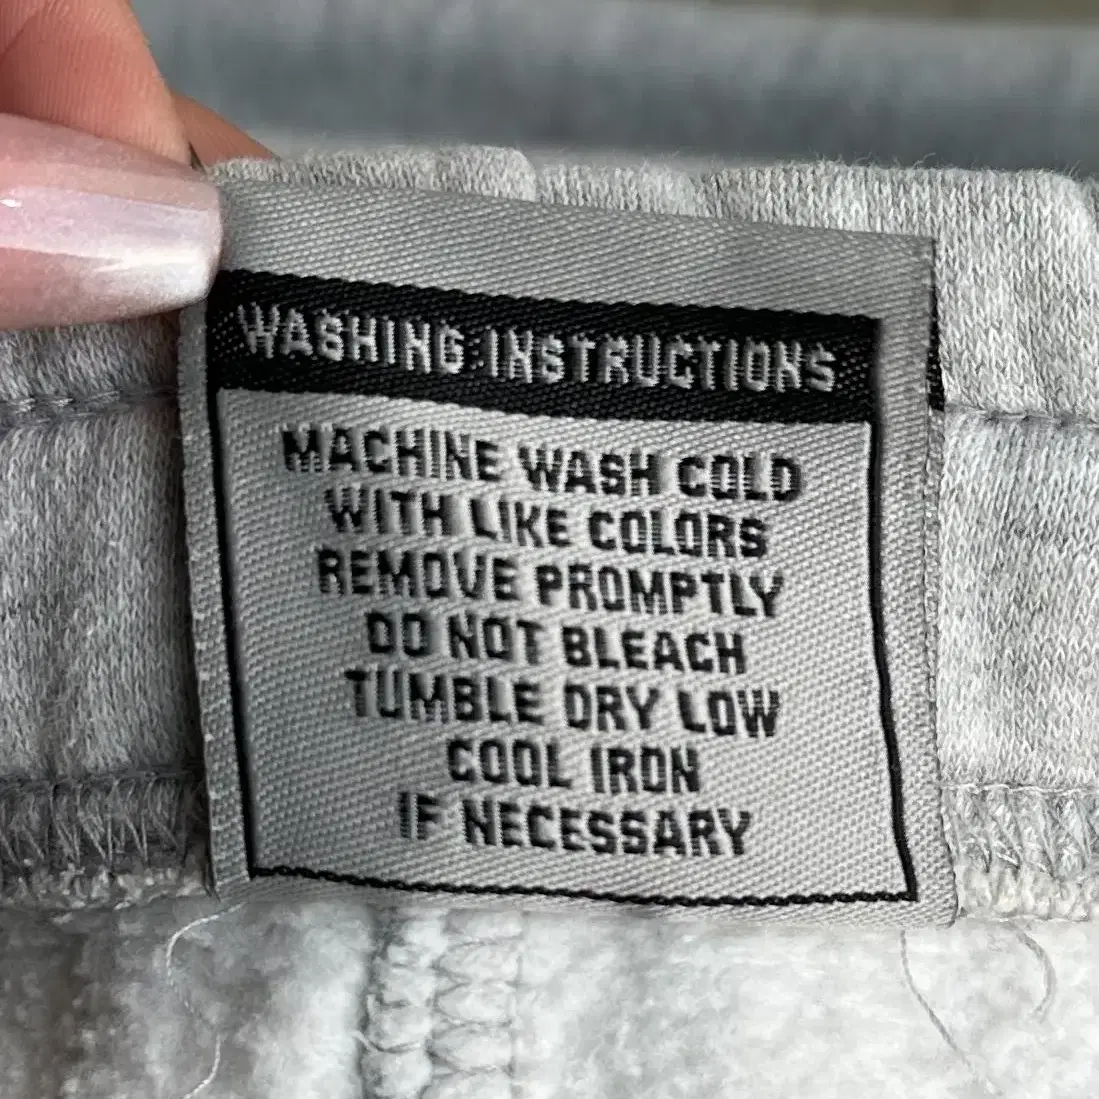 WASHING INSTRUCTIONS
MACHINE WASH COLD
WITH LIKE COLORS
REMOVE PROMPTLY
DO NOT BLEACH
TUMBLE DRY LOW
COOL IRON
IF NECESSARY